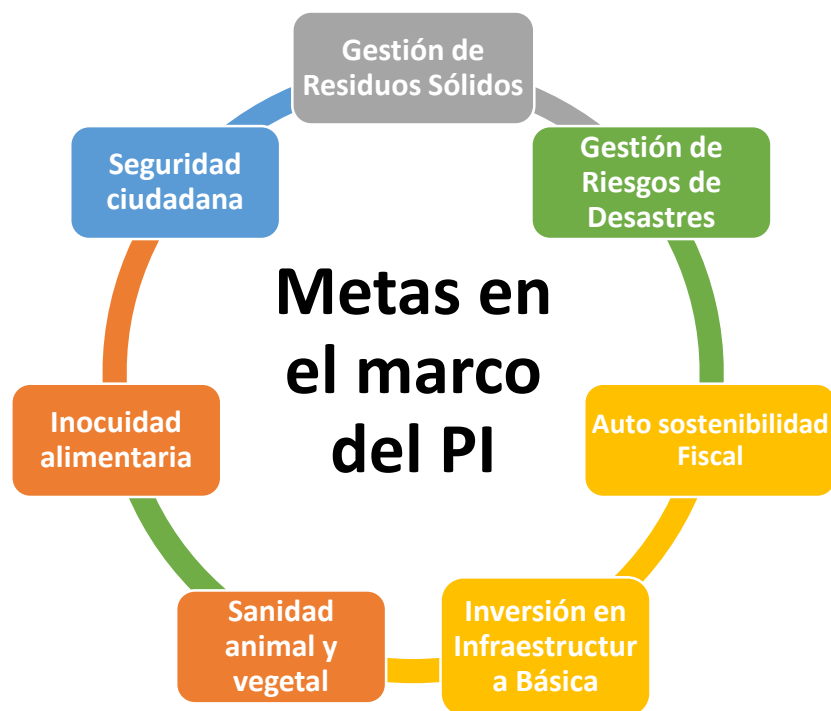 Gestión de
Residuos Sólidos
Gestión de
Riesgos de
Desastres
Auto sostenibilidad
Fiscal
Inversión en
Infraestructur
a Básica
Sanidad
animal y
vegetal
Inocuidad
alimentaria
Seguridad
ciudadana
Metas en
el marco
del PI